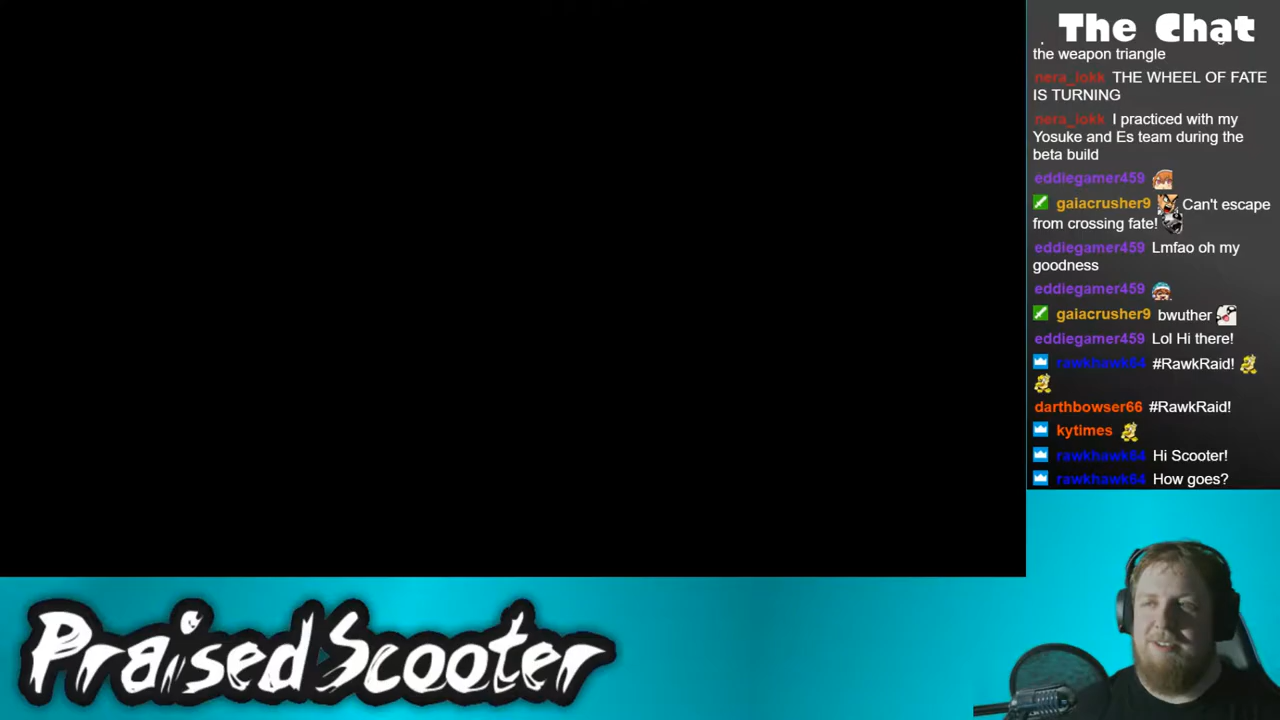 The Chat
the weapon triangle
nera_lokk THE WHEEL OF FATE
IS TURNING
nera_lokk I practiced with my
Yosuke and Es team during the
beta build
eddiegamer459
gaiacrusher9 Can't escape
from crossing fate!
eddiegamer459 Lmfao oh my
goodness
eddiegamer459
gaiacrusher9 bwuther
eddiegamer459 Lol Hi there!
rawkhawk64 #RawkRaid!
darthbowser66 #RawkRaid!
kytimes
rawkhawk64 Hi Scooter!
rawkhawk64 How goes?
PraisedScooter